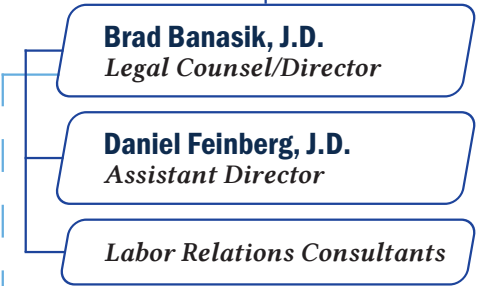 Brad Banasik, J.D.
Legal Counsel/Director
Daniel Feinberg, J.D.
Assistant Director
Labor Relations Consultants